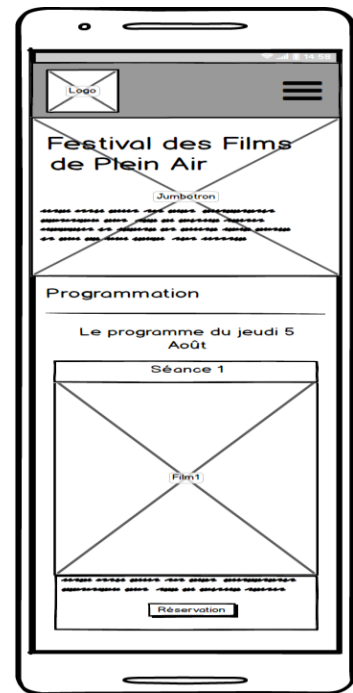 14:58
Logo
Festival des Films
de Plein Air
Jumbotron
Programmation
Le programme du jeudi 5
Août
Séance 1
Film1
Réservation